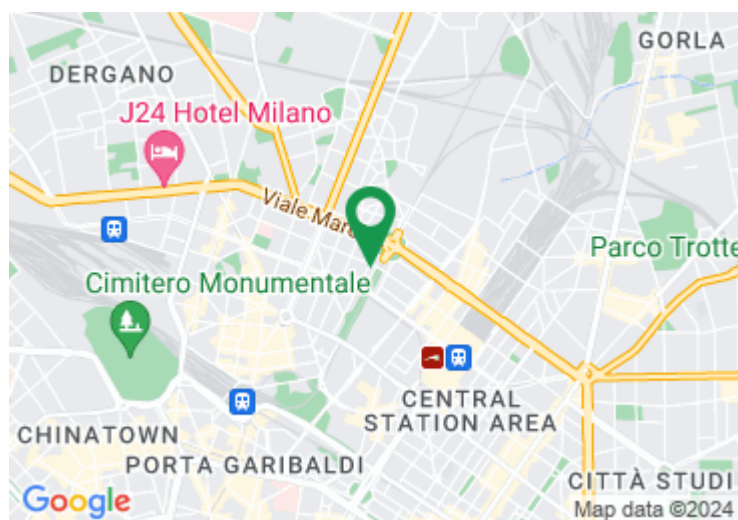 GORLA
DERGANO
J24 Hotel Milano
Viale Mar
Parco Trotte
Cimitero Monumentale
CENTRAL
STATION AREA
CHINATOWN
PORTA GARIBALDI
CITTÀ STUDI
Google
Map data ©2024